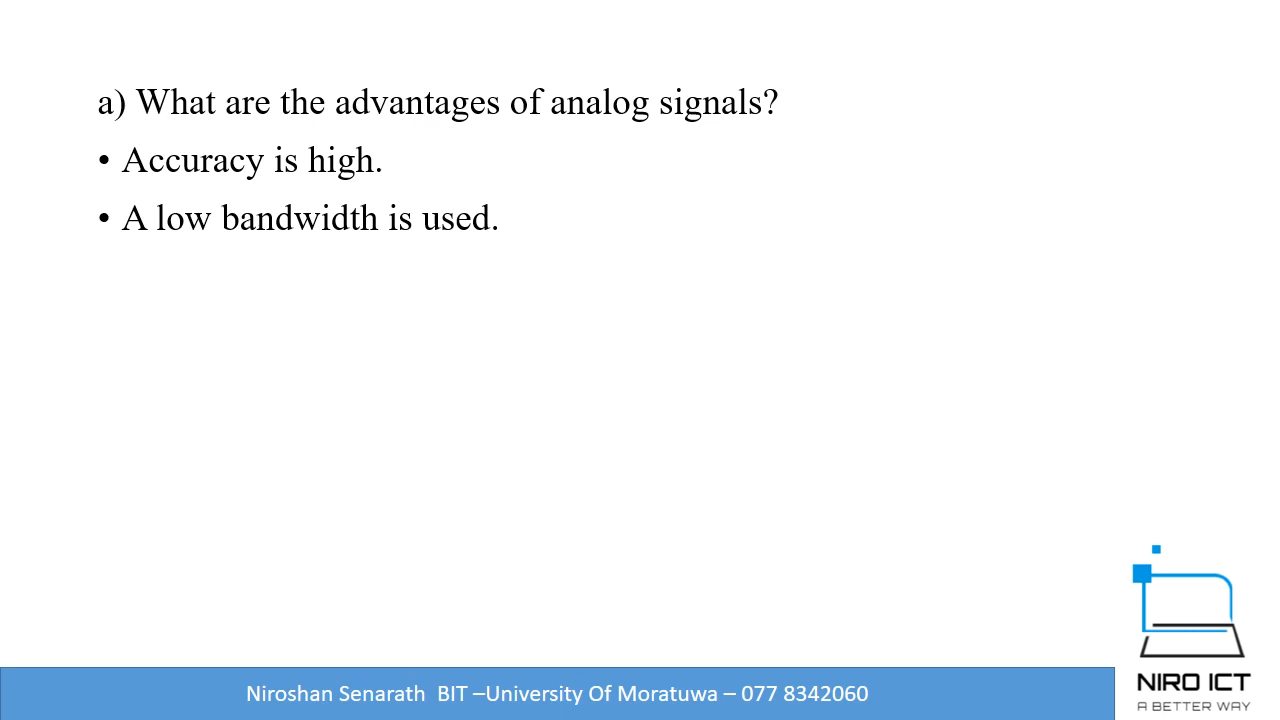 a) What are the advantages of analog signals?
• Accuracy is high.
• A low bandwidth is used.
Niroshan Senarath  BIT –University Of Moratuwa – 077 8342060
NIRO ICT
A BETTER WAY